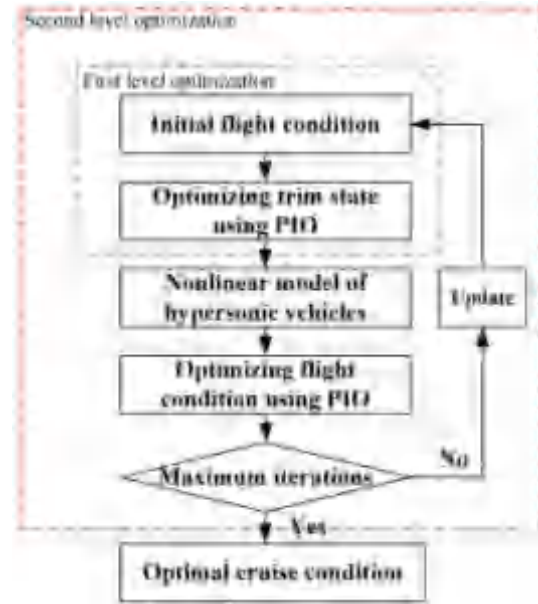 Second level optimization
First level optimization
Initial flight condition
Optimizing trim state
using PIO
Nonlinear model of
hypersonic vehicles
Update
Optimizing flight
condition using PIO
Maximum iterations
No
Yes
Optimal cruise condition